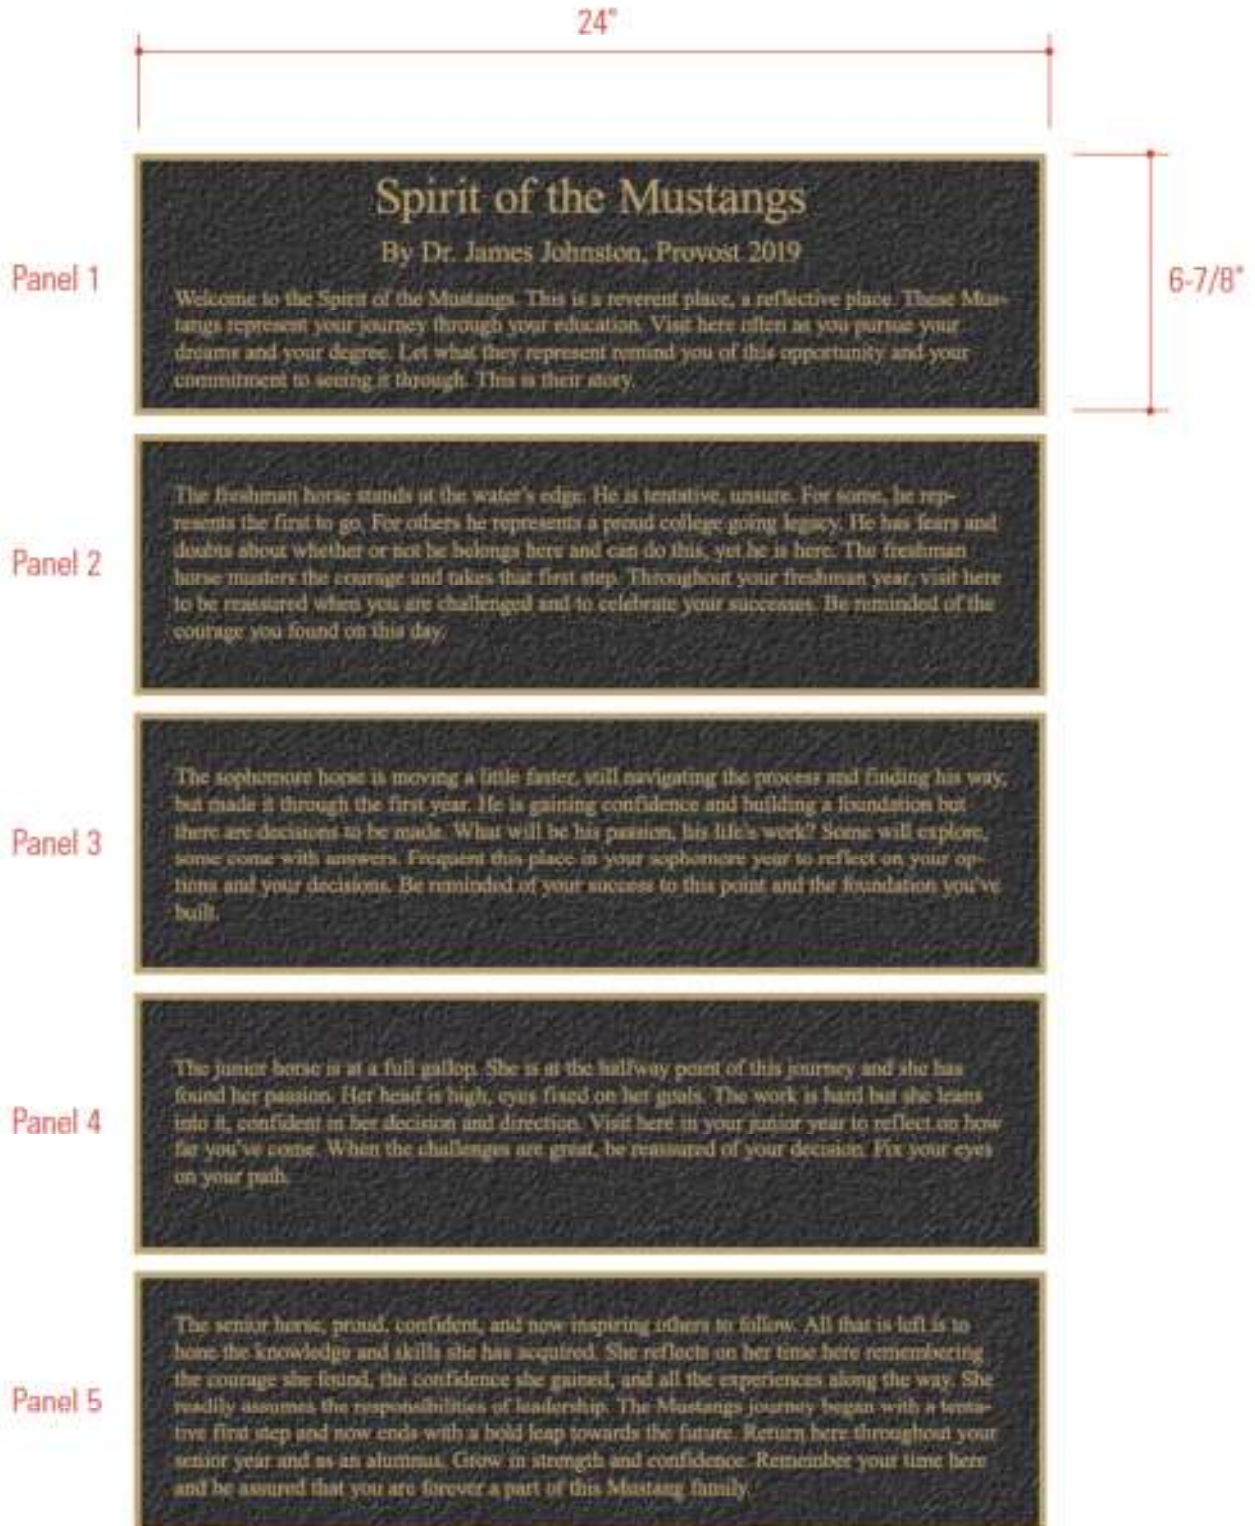 24"
Spirit of the Mustangs
By Dr. James Johnston, Provost 2019
Panel 1
6-7/8"
Welcome to the Spirit of the Mustangs. This is a reverent place, a reflective place. These Mus-
tangs represent your journey through your education. Visit here often as you pursue your
dreams and your degree. Let what they represent remind you of this opportunity and your
commitment to seeing it through. This is their story.
Panel 2
The freshman horse stands at the water's edge. He is tentative, unsure. For some, he rep-
resents the first to go. For others he represents a proud college going legacy. He has fears and
doubts about whether or not he belongs here and can do this, yet he is here. The freshman
horse musters the courage and takes that first step. Throughout your freshman year, visit here
to be reassured when you are challenged and to celebrate your successes. Be reminded of the
courage you found on this day.
Panel 3
The sophomore horse is moving a little faster, still navigating the process and finding his way,
but made it through the first year. He is gaining confidence and building a foundation but
there are decisions to be made. What will be his passion, his life's work? Some will explore,
some come with answers. Frequent this place in your sophomore year to reflect on your op-
tions and your decisions. Be reminded of your success to this point and the foundation you've
built.
Panel 4
The junior horse is at a full gallop. She is at the halfway point of this journey and she has
found her passion. Her head is high, eyes fixed on her goals. The work is hard but she leans
into it, confident in her decision and direction. Visit here in your junior year to reflect on how
far you've come. When the challenges are great, be reassured of your decision. Fix your eyes
on your path.
Panel 5
The senior horse, proud, confident, and now inspiring others to follow. All that is left is to
hone the knowledge and skills she has acquired. She reflects on her time here remembering
the courage she found, the confidence she gained, and all the experiences along the way. She
readily assumes the responsibilities of leadership. The Mustangs journey began with a tenta-
tive first step and now ends with a bold leap towards the future. Return here throughout your
senior year and as an alumnus. Grow in strength and confidence. Remember your time here
and be assured that you are forever a part of this Mustang family.